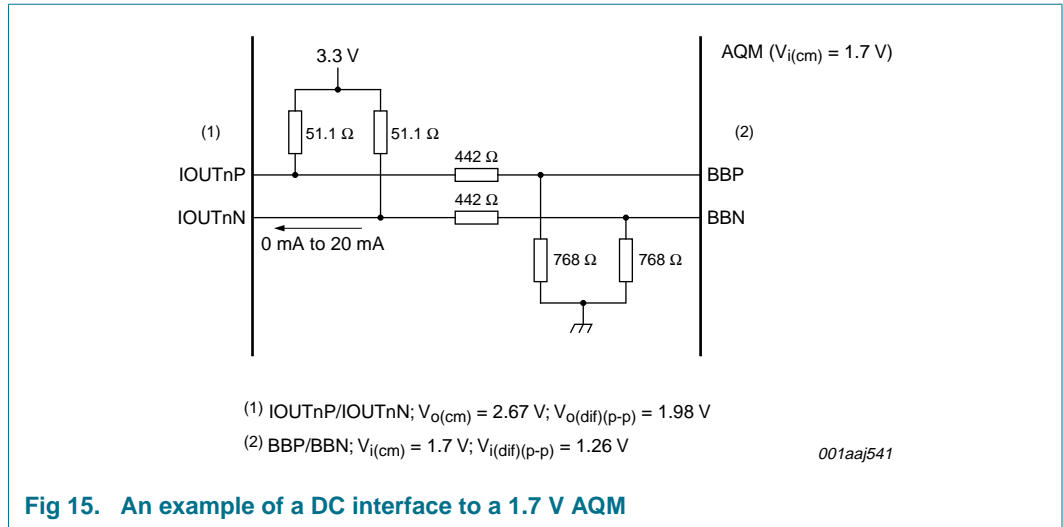 3.3 V
AQM (Vi(cm) = 1.7 V)
(1)
51.1 Ω
51.1 Ω
(2)
442 Ω
IOUTnP
BBP
442 Ω
IOUTnN
BBN
0 mA to 20 mA
768 Ω
768 Ω
(1) IOUTnP/IOUTnN; Vo(cm) = 2.67 V; Vo(dif)(p-p) = 1.98 V
(2) BBP/BBN; Vi(cm) = 1.7 V; Vi(dif)(p-p) = 1.26 V
001aaj541
Fig 15. An example of a DC interface to a 1.7 V AQM